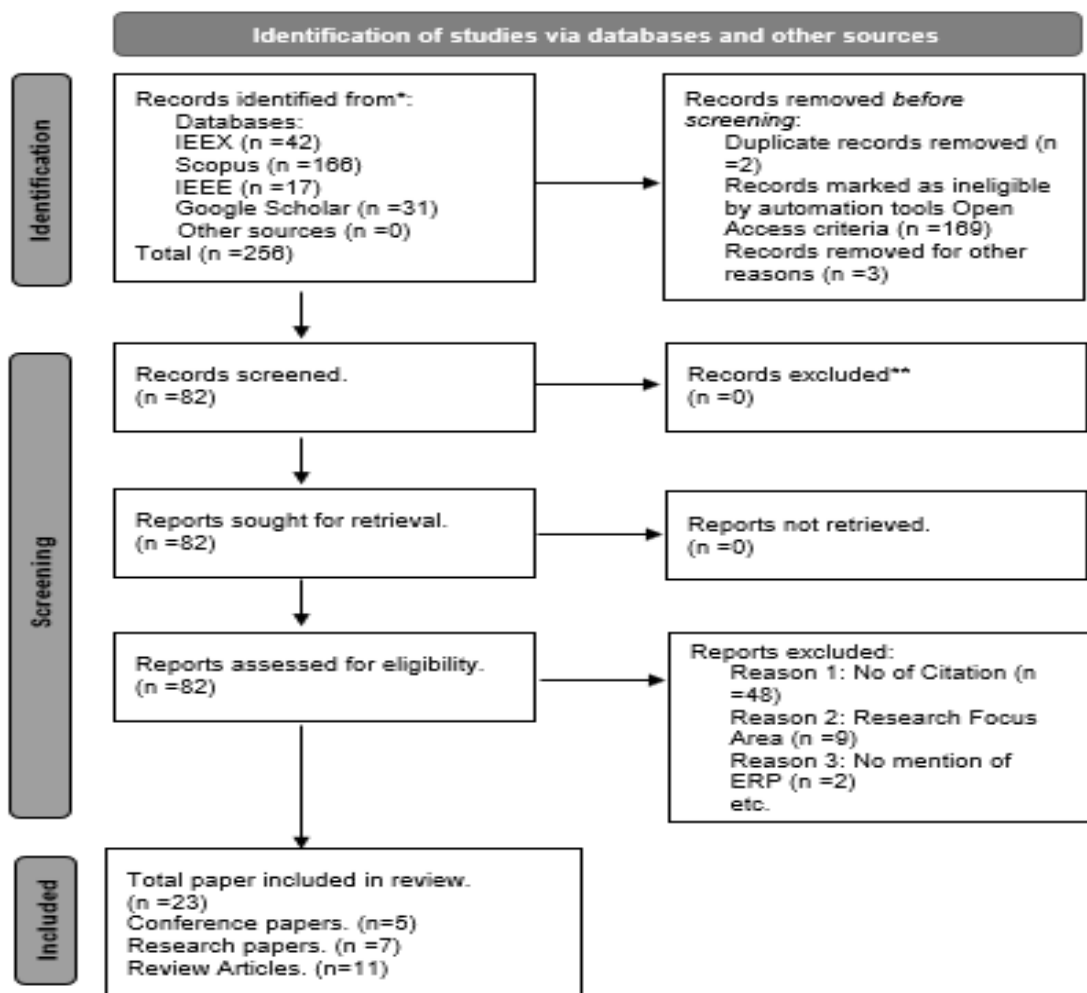 Identification of studies via databases and other sources
Identification
Records identified from*:
Databases:
IEEX (n =42)
Scopus (n =166)
IEEE (n =17)
Google Scholar (n =31)
Other sources (n =0)
Total (n =256)
Records removed before
screening:
Duplicate records removed (n
=2)
Records marked as ineligible
by automation tools Open
Access criteria (n =169)
Records removed for other
reasons (n =3)
Screening
Records screened.
(n =82)
Records excluded**
(n =0)
Reports sought for retrieval.
(n =82)
Reports not retrieved.
(n =0)
Reports assessed for eligibility.
(n =82)
Reports excluded:
Reason 1: No of Citation (n
=48)
Reason 2: Research Focus
Area (n =9)
Reason 3: No mention of
ERP (n =2)
etc.
Included
Total paper included in review.
(n =23)
Conference papers. (n=5)
Research papers. (n =7)
Review Articles. (n=11)